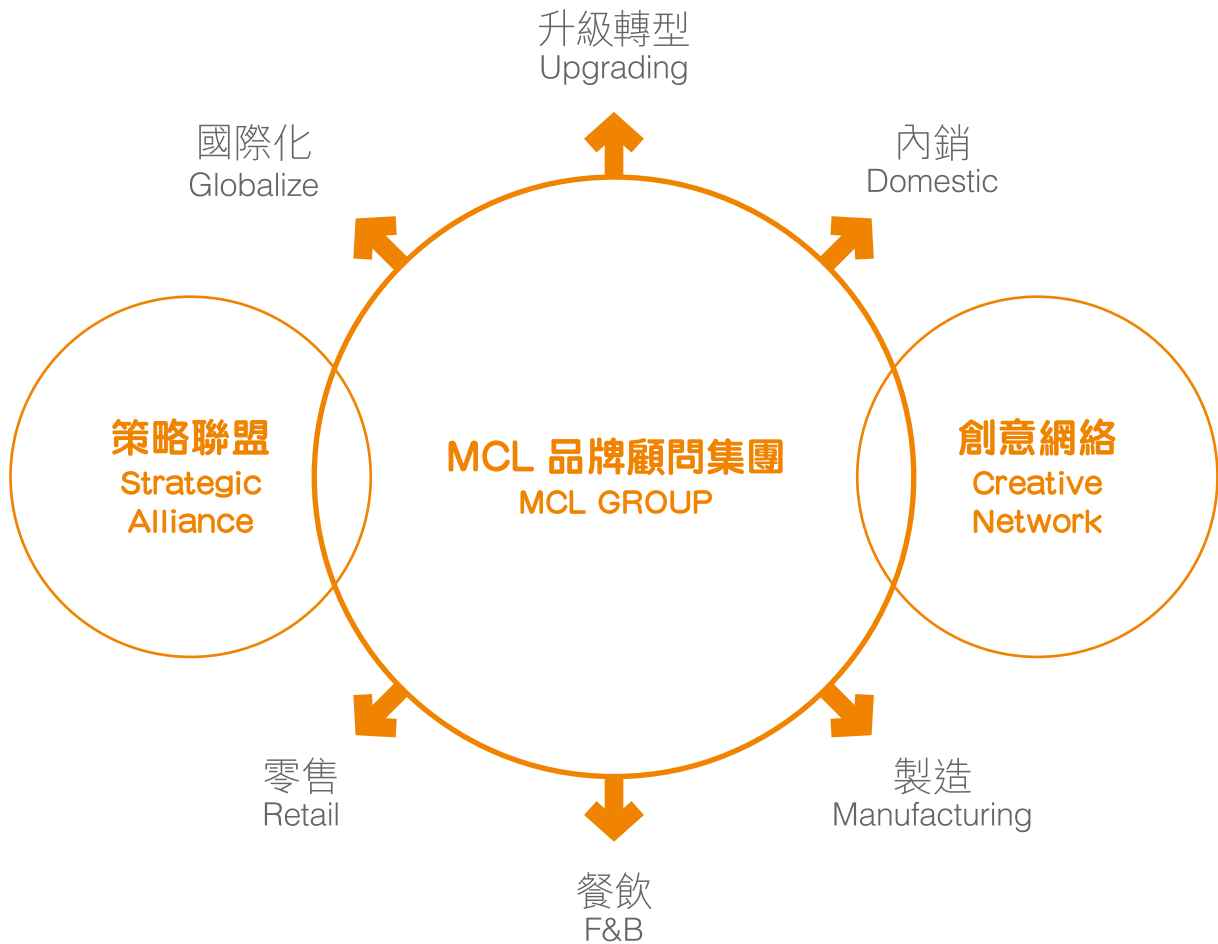 升級轉型
Upgrading
國際化
Globalize
內銷
Domestic
策略聯盟
Strategic
Alliance
MCL 品牌顧問集團
MCL GROUP
創意網絡
Creative
Network
零售
Retail
製造
Manufacturing
餐飲
F&B